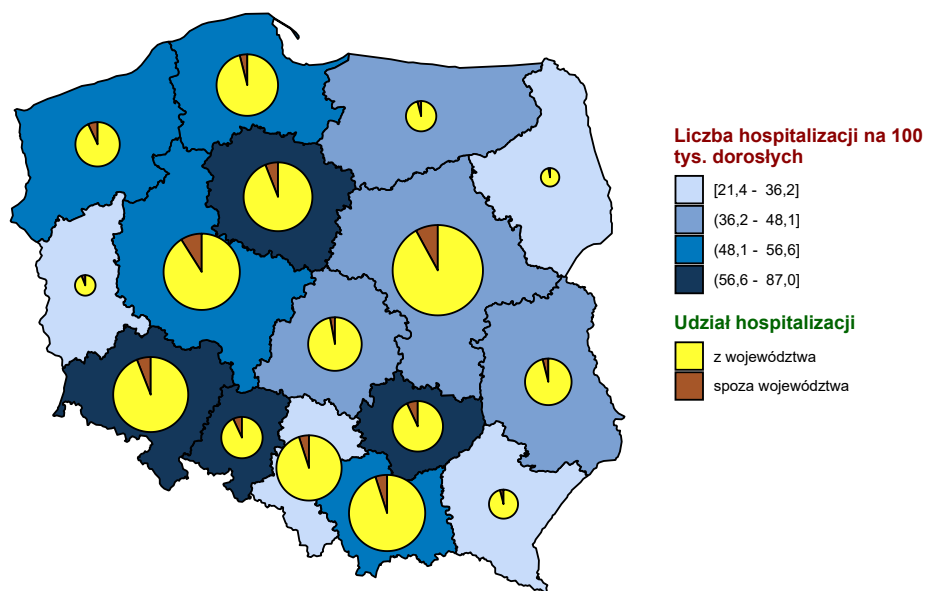 Liczba hospitalizacji na 100
tys. dorosłych
[21,4 - 36,2]
(36,2 - 48,1]
(48,1 - 56,6]
(56,6 - 87,0]
Udział hospitalizacji
z województwa
spoza województwa